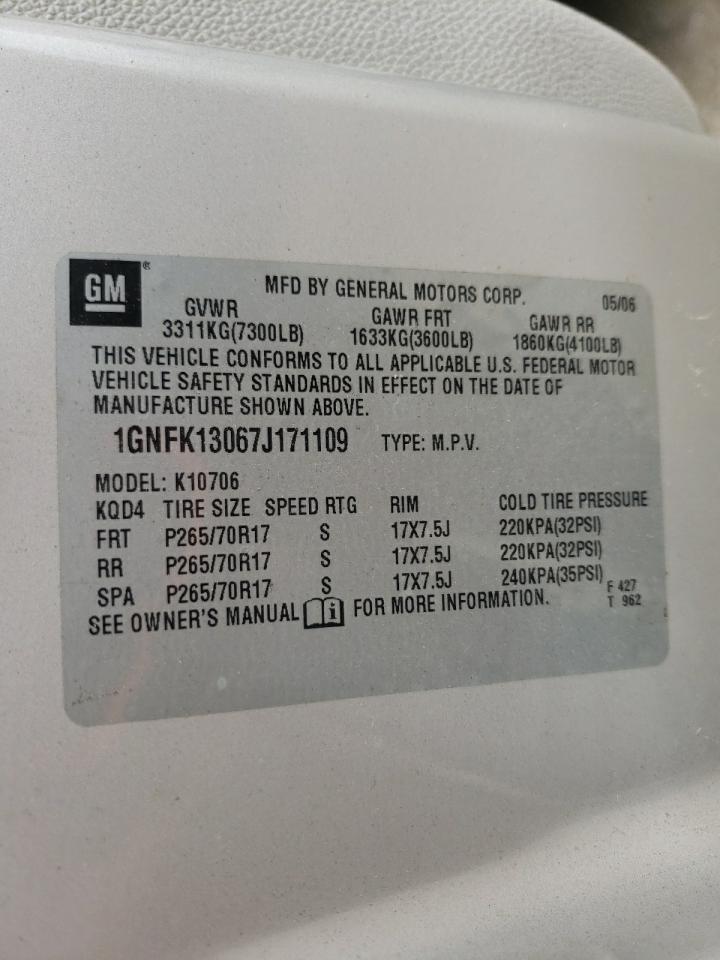 GM®
MFD BY GENERAL MOTORS CORP. 05/06
GVWR GAWR FRT GAWR RR
3311KG(7300LB) 1633KG(3600LB) 1860KG(4100LB)
THIS VEHICLE CONFORMS TO ALL APPLICABLE U.S. FEDERAL MOTOR
VEHICLE SAFETY STANDARDS IN EFFECT ON THE DATE OF
MANUFACTURE SHOWN ABOVE.
1GNFK13067J171109 TYPE: M.P.V.
MODEL: K10706
KQD4 TIRE SIZE SPEED RTG RIM COLD TIRE PRESSURE
FRT P265/70R17 S 17X7.5J 220KPA(32PSI)
RR P265/70R17 S 17X7.5J 220KPA(32PSI)
SPA P265/70R17 S 17X7.5J 240KPA(35PSI)
SEE OWNER'S MANUAL i FOR MORE INFORMATION.
F 427
T 962